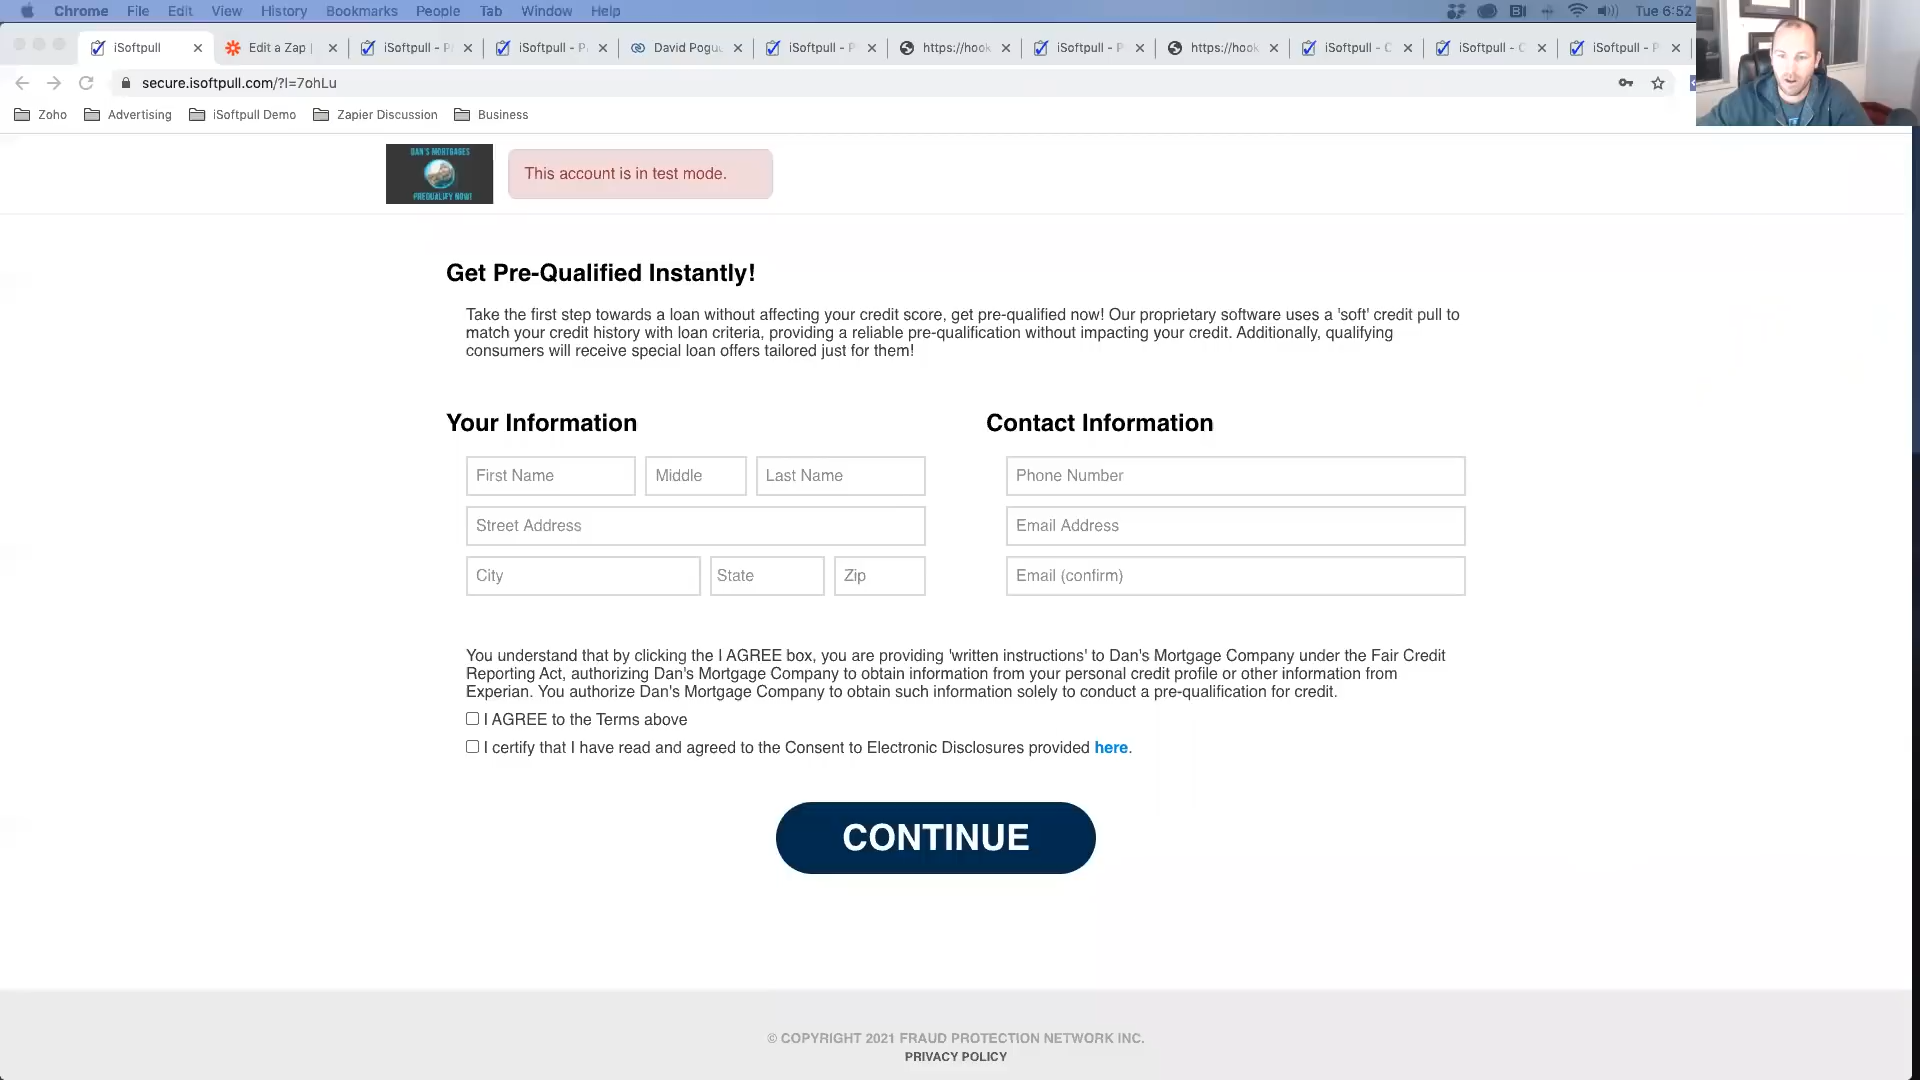 Chrome File Edit View History Bookmarks People Tab Window Help
Tue 6:52
iSoftpull
Edit a Zap
iSoftpull - P
iSoftpull - P
David Pogu
iSoftpull - P
https://hook
iSoftpull - P
https://hook
iSoftpull - C
iSoftpull - C
iSoftpull - P
secure.isoftpull.com/?l=7ohLu
Zoho
Advertising
iSoftpull Demo
Zapier Discussion
Business
DAN'S MORTGAGES
PREQUALIFY NOW!
This account is in test mode.
Get Pre-Qualified Instantly!
Take the first step towards a loan without affecting your credit score, get pre-qualified now! Our proprietary software uses a 'soft' credit pull to
match your credit history with loan criteria, providing a reliable pre-qualification without impacting your credit. Additionally, qualifying
consumers will receive special loan offers tailored just for them!
Your Information
First Name
Middle
Last Name
Street Address
City
State
Zip
Contact Information
Phone Number
Email Address
Email (confirm)
You understand that by clicking the I AGREE box, you are providing 'written instructions' to Dan's Mortgage Company under the Fair Credit
Reporting Act, authorizing Dan's Mortgage Company to obtain information from your personal credit profile or other information from
Experian. You authorize Dan's Mortgage Company to obtain such information solely to conduct a pre-qualification for credit.
I AGREE to the Terms above
I certify that I have read and agreed to the Consent to Electronic Disclosures provided here.
CONTINUE
© COPYRIGHT 2021 FRAUD PROTECTION NETWORK INC.
PRIVACY POLICY